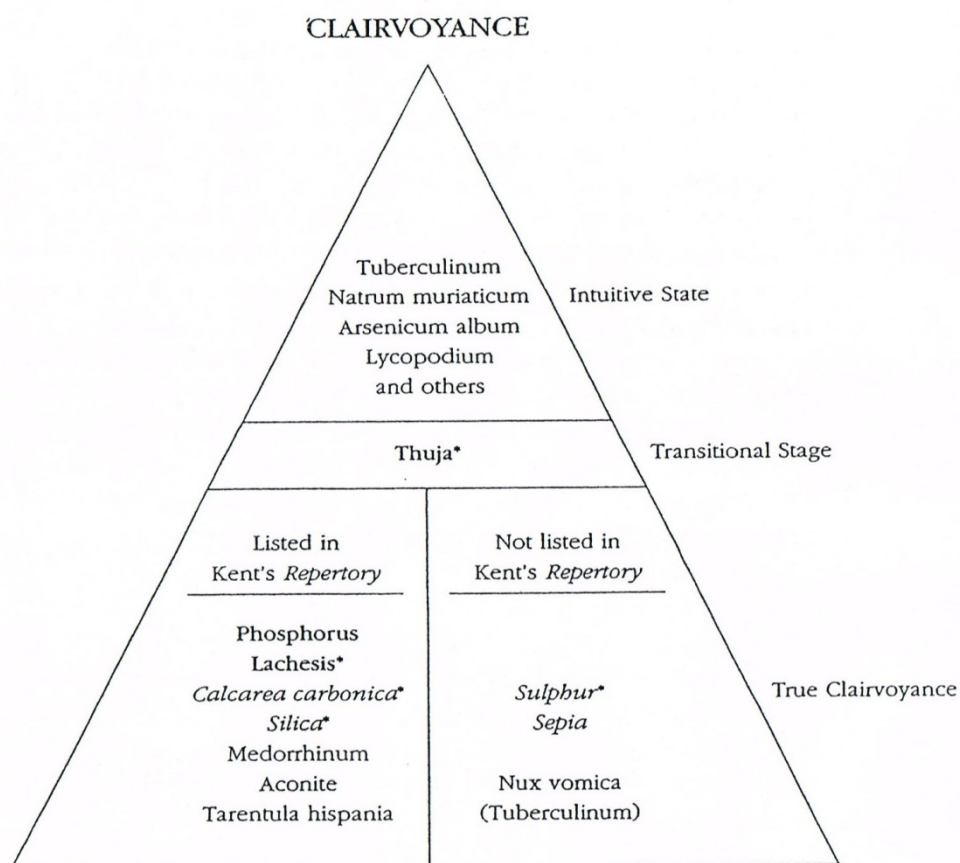 CLAIRVOYANCE
Tuberculinum
Natrum muriaticum
Arsenicum album
Lycopodium
and others
Intuitive State
Thuja*
Transitional Stage
Listed in
Kent's Repertory
Phosphorus
Lachesis*
Calcarea carbonica*
Silica*
Medorrhinum
Aconite
Tarentula hispania
Not listed in
Kent's Repertory
Sulphur*
Sepia
Nux vomica
(Tuberculinum)
True Clairvoyance